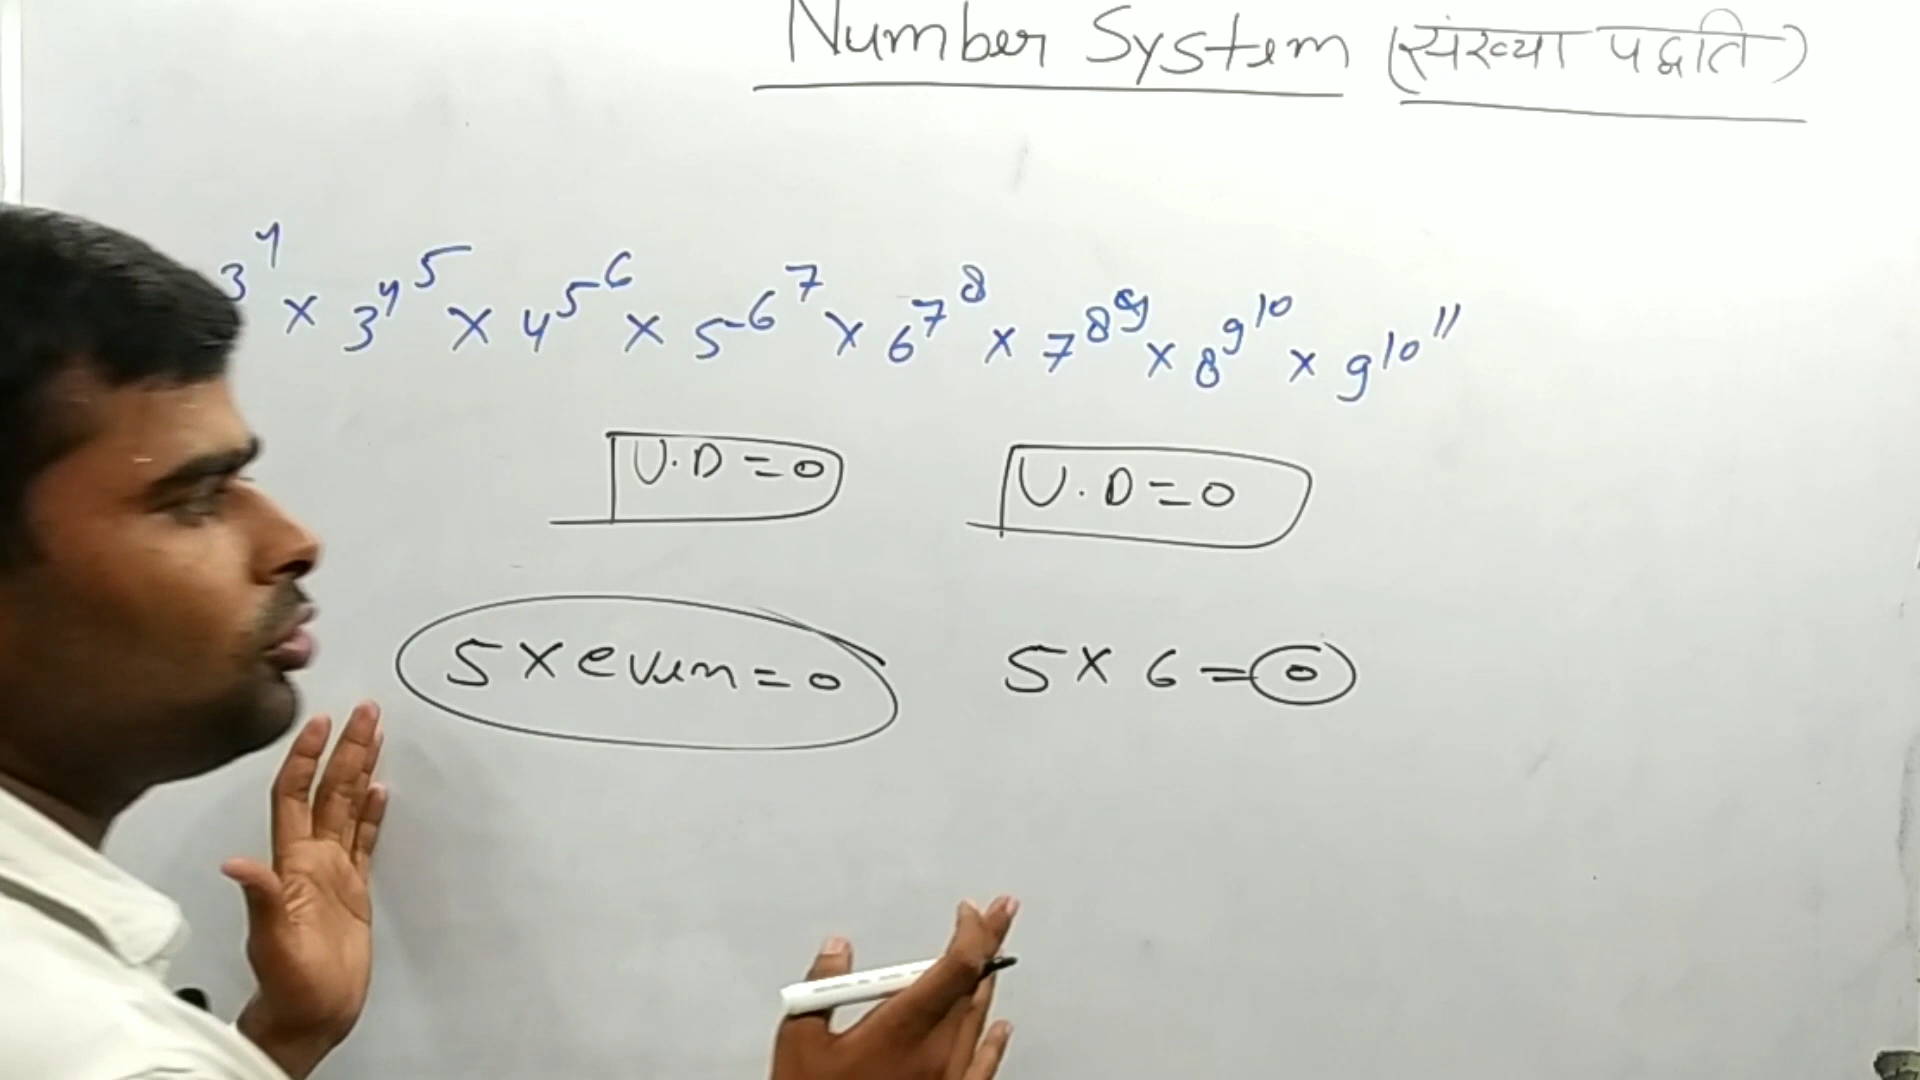 Number System (संख्या पद्धति)
3^4 × 3^4^5 × 4^5^6 × 5^6^7 × 6^7^8 × 7^8^9 × 8^9^10 × 9^10^11
U.D=0 U.D=0
5×even=0 5×6=0